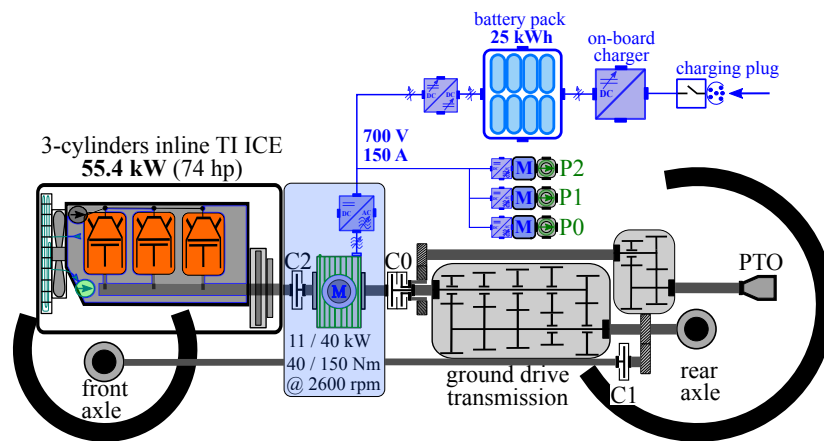 battery pack
25 kWh
on-board
charger
charging plug
DC
DC
DC
700 V
150 A
3-cylinders inline TI ICE
55.4 kW (74 hp)
M
P2
M
P1
M
P0
DC
AC
C2
C0
M
PTO
11 / 40 kW
40 / 150 Nm
@ 2600 rpm
front
axle
ground drive
transmission
C1
rear
axle